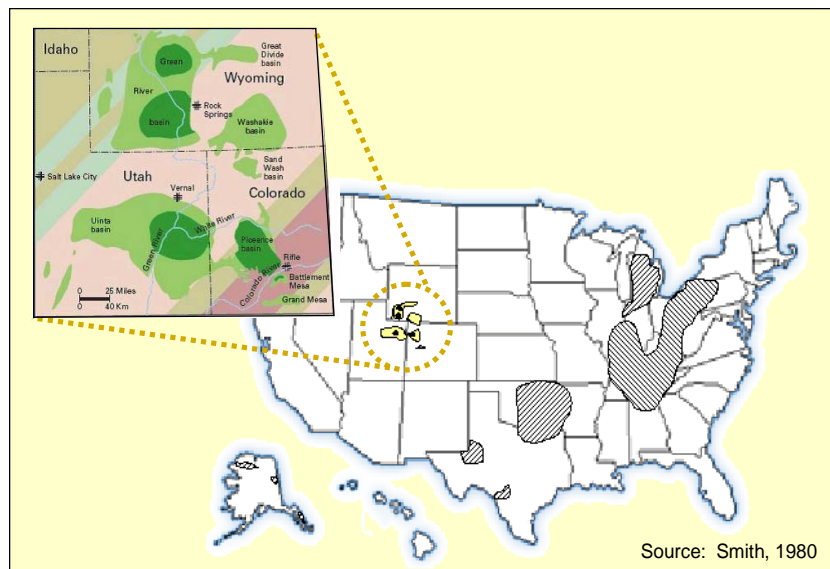 Idaho
Green
Great
Divide
basin
Wyoming
River
Rock
Springs
basin
Washakie
basin
Salt Lake City
Utah
Vernal
Sand
Wash
basin
Colorado
Uinta
basin
Green River
White River
Piceance
basin
Rifle
Colorado River
Battlement
Mesa
Grand Mesa
0 25 Miles
0 40 Km
Source: Smith, 1980